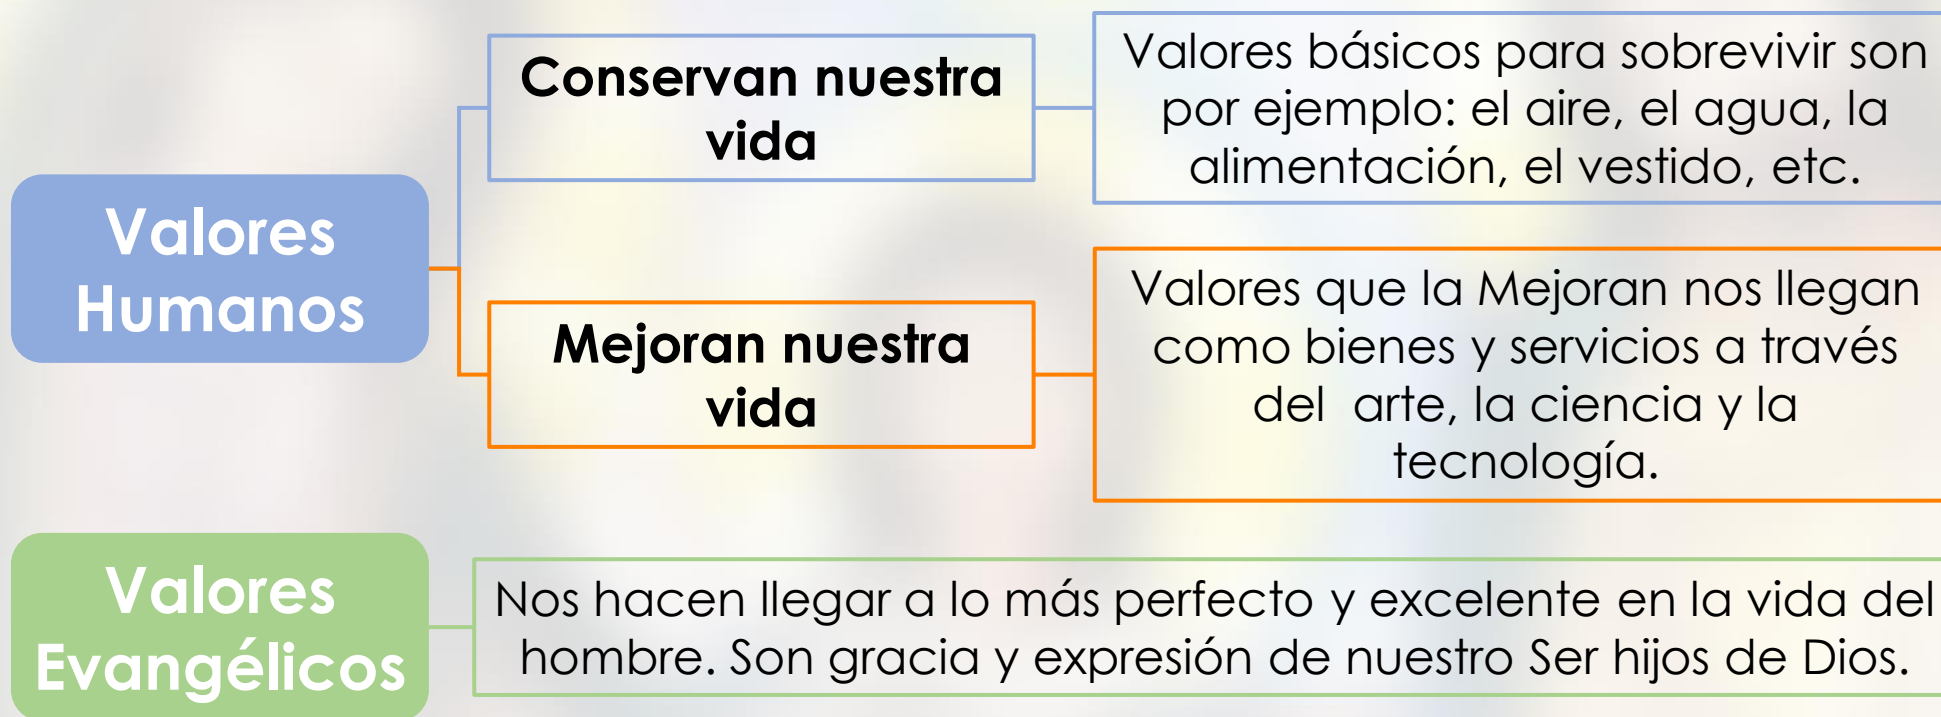 Valores
Humanos
Conservan nuestra
vida
Valores básicos para sobrevivir son
por ejemplo: el aire, el agua, la
alimentación, el vestido, etc.
Mejoran nuestra
vida
Valores que la Mejoran nos llegan
como bienes y servicios a través
del  arte, la ciencia y la
tecnología.
Valores
Evangélicos
Nos hacen llegar a lo más perfecto y excelente en la vida del
hombre. Son gracia y expresión de nuestro Ser hijos de Dios.